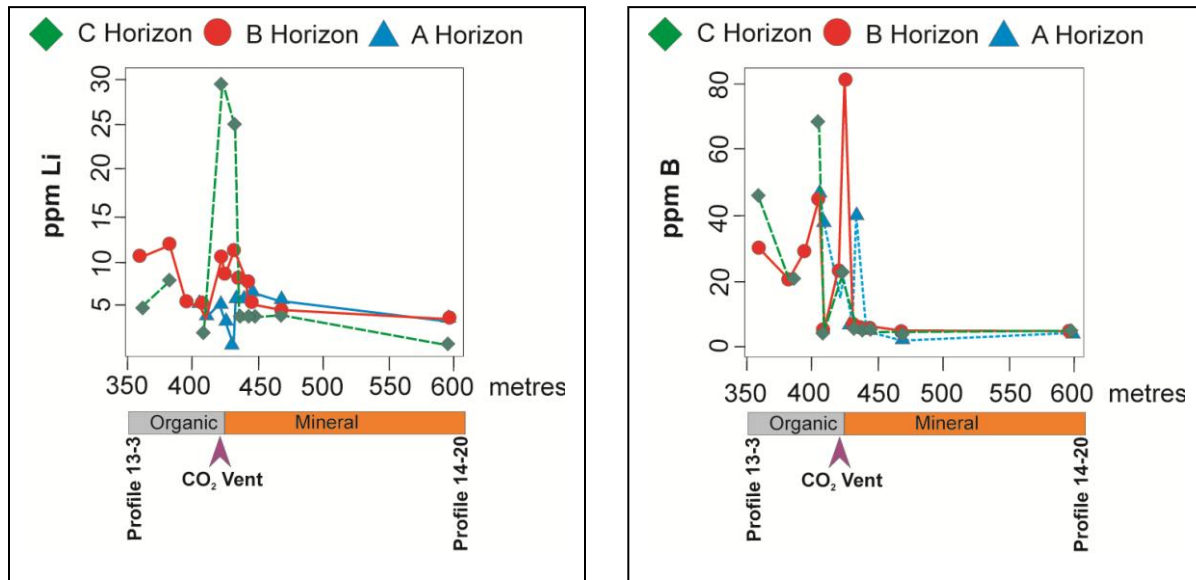 C Horizon B Horizon A Horizon
30
25
20
15
10
5
ppm Li
350 400 450 500 550 600 metres
Organic Mineral
CO₂ Vent
Profile 13-3
Profile 14-20
C Horizon B Horizon A Horizon
80
60
40
20
0
ppm B
350 400 450 500 550 600 metres
Organic Mineral
CO₂ Vent
Profile 13-3
Profile 14-20